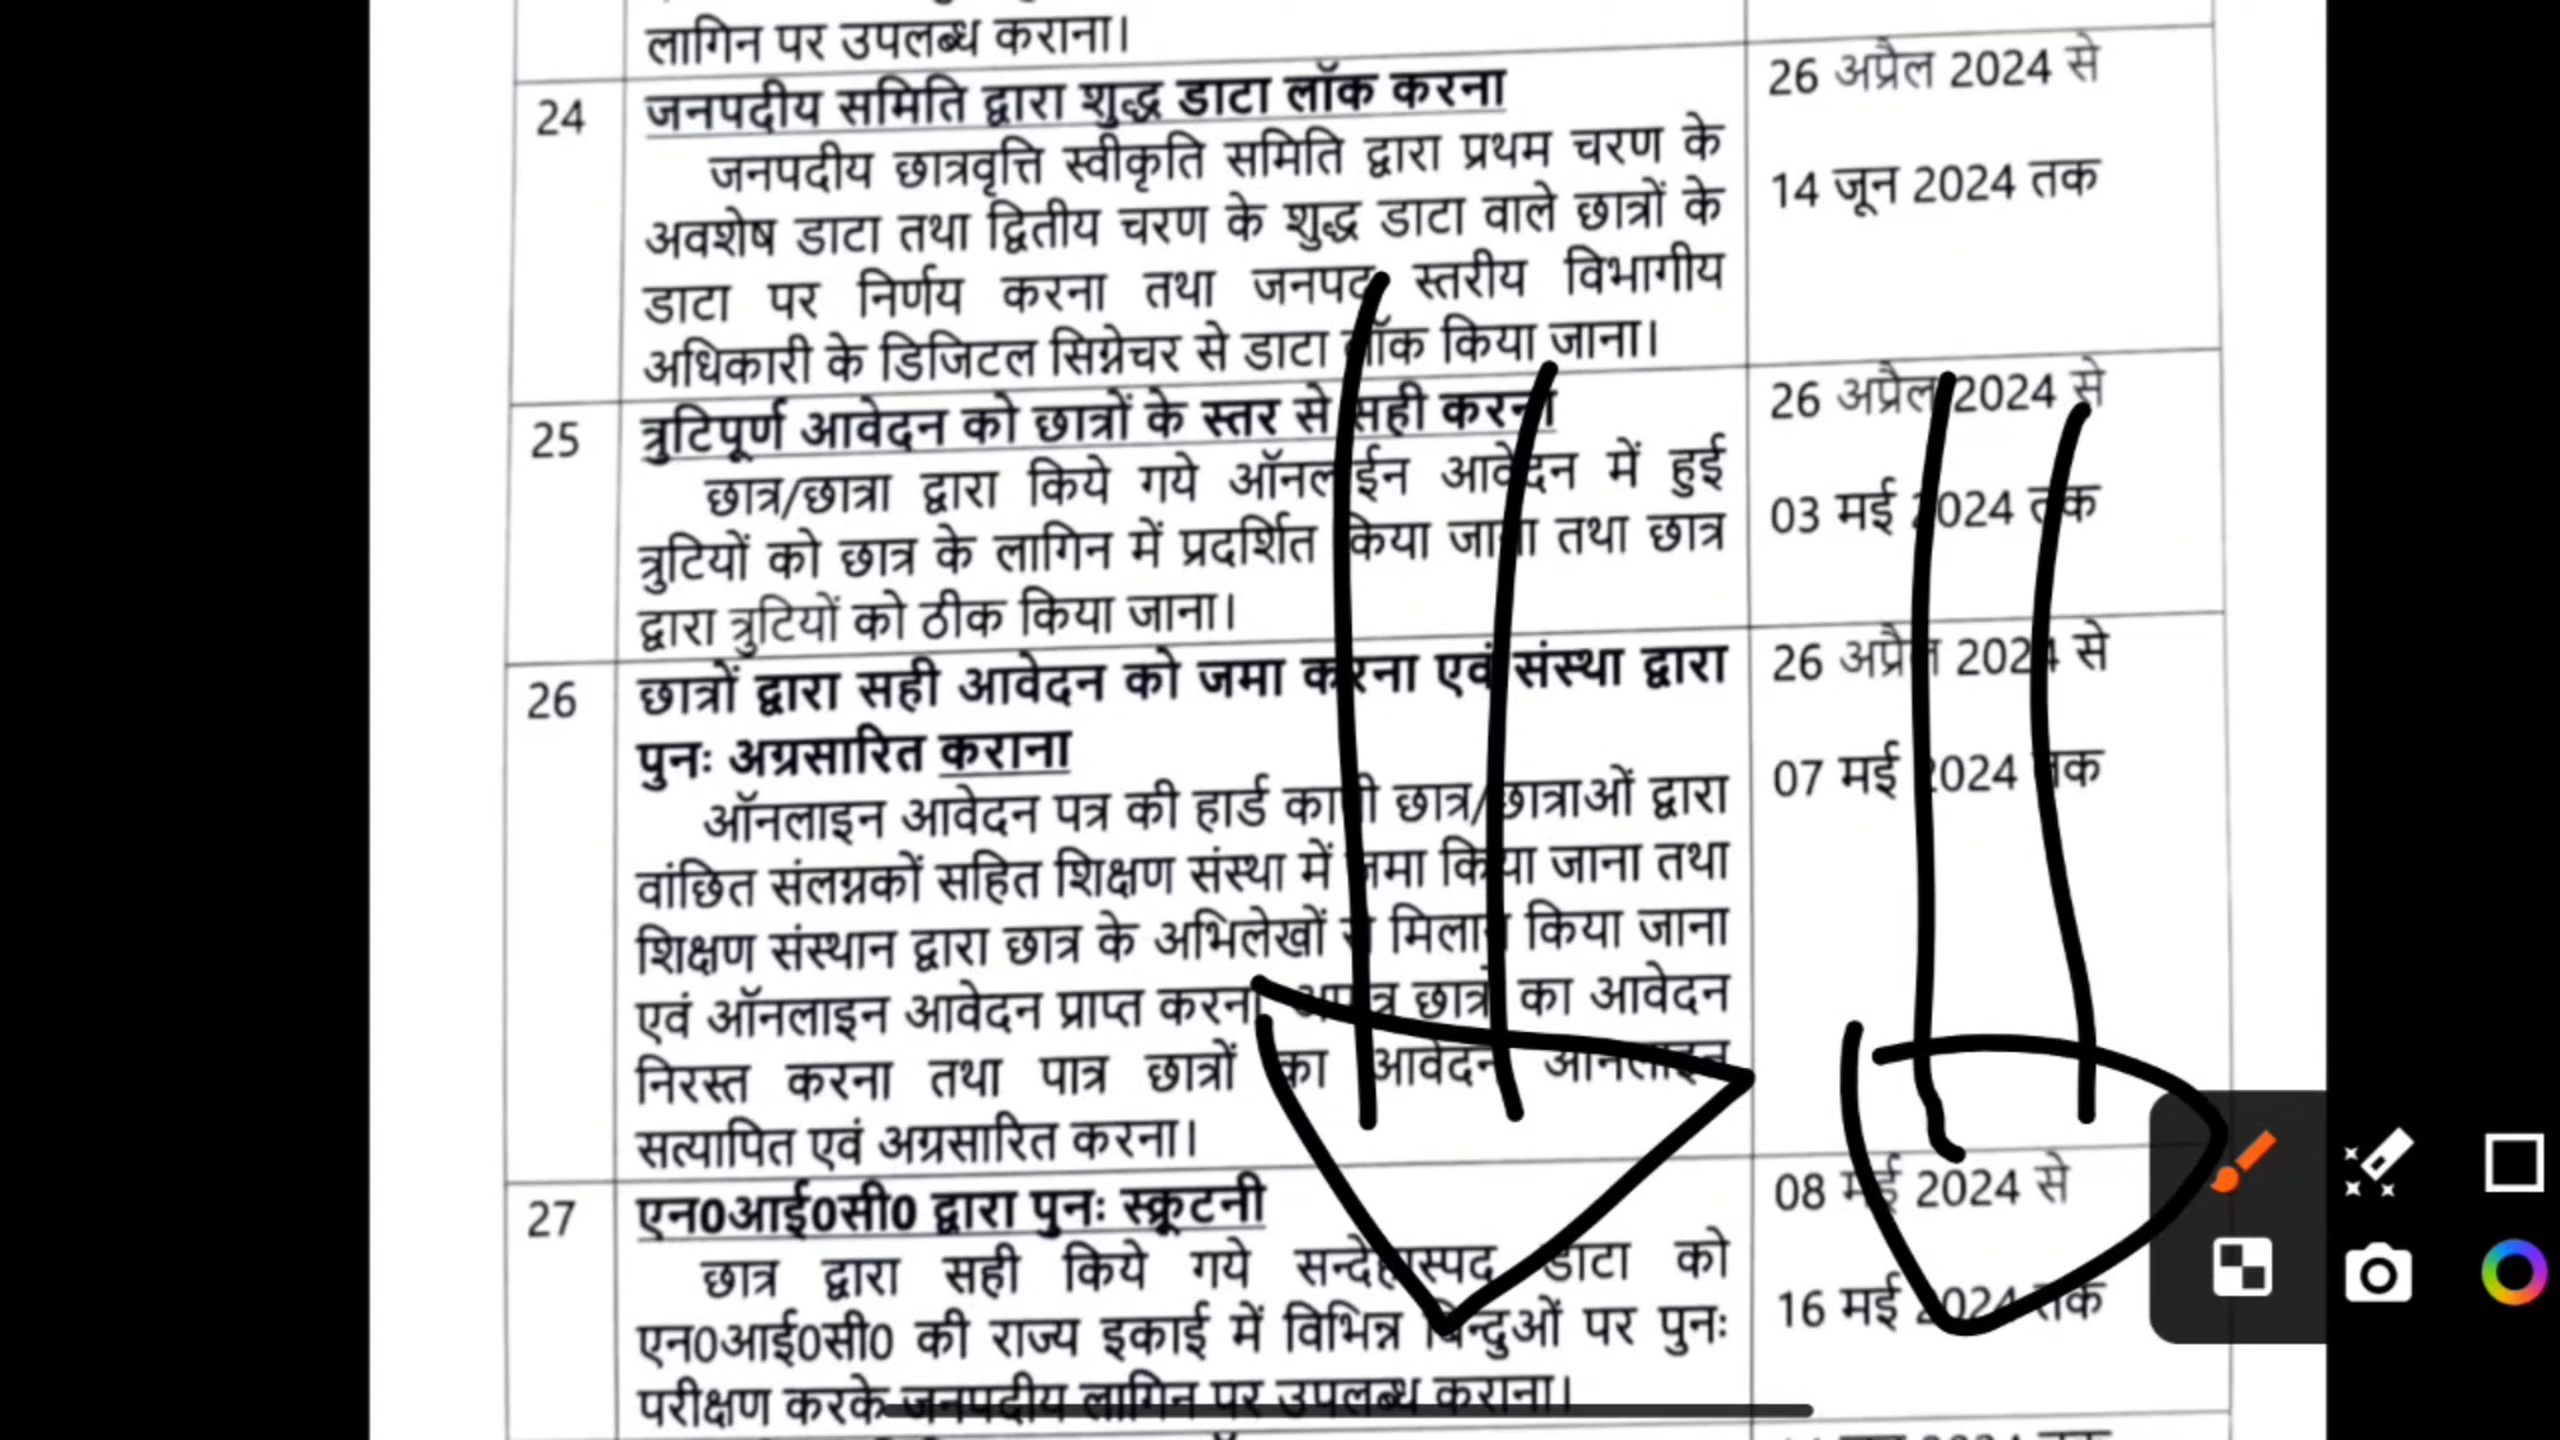 लागिन पर उपलब्ध कराना।
24
जनपदीय समिति द्वारा शुद्ध डाटा लॉक करना
जनपदीय छात्रवृत्ति स्वीकृति समिति द्वारा प्रथम चरण के
अवशेष डाटा तथा द्वितीय चरण के शुद्ध डाटा वाले छात्रों के
डाटा पर निर्णय करना तथा जनपद स्तरीय विभागीय
अधिकारी के डिजिटल सिग्नेचर से डाटा लॉक किया जाना।
26 अप्रैल 2024 से
14 जून 2024 तक
25
त्रुटिपूर्ण आवेदन को छात्रों के स्तर से सही करना
छात्र/छात्रा द्वारा किये गये ऑनलाईन आवेदन में हुई
त्रुटियों को छात्र के लागिन में प्रदर्शित किया जाना तथा छात्र
द्वारा त्रुटियों को ठीक किया जाना।
26 अप्रैल 2024 से
03 मई 2024 तक
26
छात्रों द्वारा सही आवेदन को जमा करना एवं संस्था द्वारा
पुनः अग्रसारित कराना
ऑनलाइन आवेदन पत्र की हार्ड कापी छात्र/छात्राओं द्वारा
वांछित संलग्नकों सहित शिक्षण संस्था में जमा किया जाना तथा
शिक्षण संस्थान द्वारा छात्र के अभिलेखों से मिलान किया जाना
एवं ऑनलाइन आवेदन प्राप्त करना अपात्र छात्रों का आवेदन
निरस्त करना तथा पात्र छात्रों का आवेदन ऑनलाइन
सत्यापित एवं अग्रसारित करना।
26 अप्रैल 2024 से
07 मई 2024 तक
27
एन0आई0सी0 द्वारा पुनः स्क्रूटनी
छात्र द्वारा सही किये गये सन्देहास्पद डाटा को
एन0आई0सी0 की राज्य इकाई में विभिन्न बिन्दुओं पर पुनः
परीक्षण करके जनपदीय लागिन पर उपलब्ध कराना।
08 मई 2024 से
16 मई 2024 तक